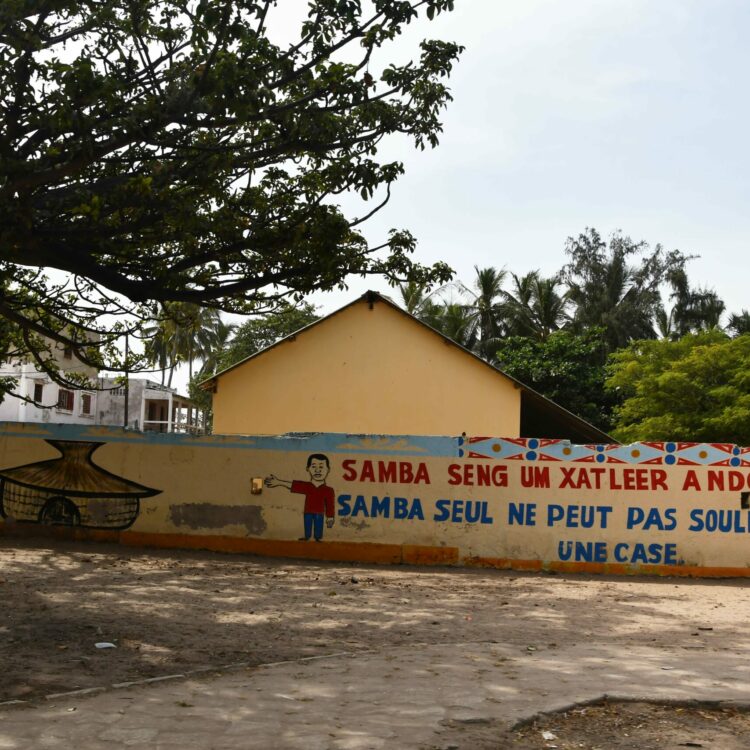 SAMBA SENG UM XATLEER ANDO
SAMBA SEUL NE PEUT PAS SOUL
UNE CASE